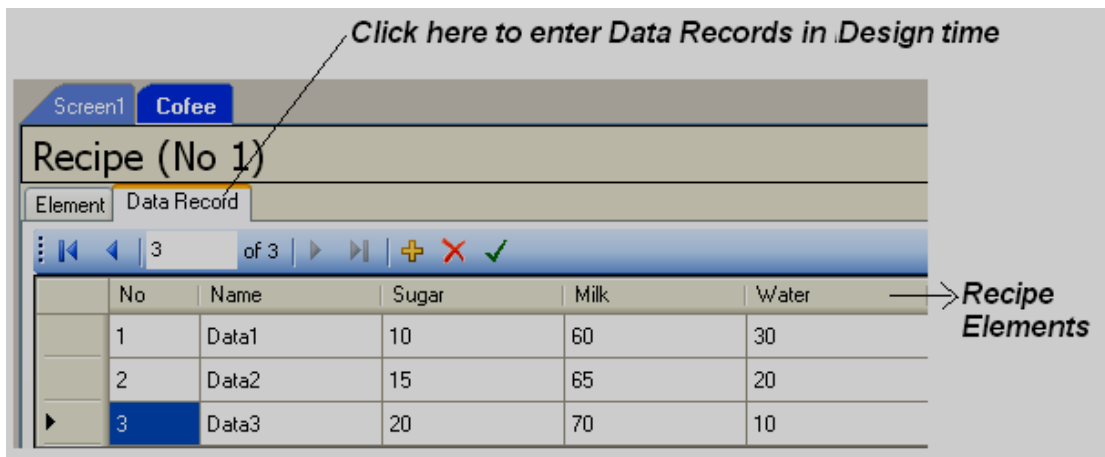 Click here to enter Data Records in Design time
Screen1 Cofee
Recipe (No 1)
Element Data Record
3 of 3
No Name Sugar Milk Water
Recipe
Elements
1 Data1 10 60 30
2 Data2 15 65 20
3 Data3 20 70 10